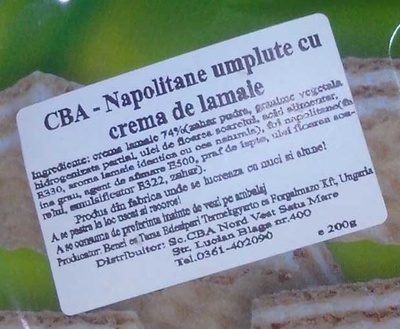 CBA - Napolitane umplute cu
crema de lamaie
Ingrediente: crema lamaie 74%(zahar pudra, grasime vegetala
hidrogenizata partial, ulei de floarea soarelui, acid alimentar,
E330, aroma lamaie identica cu cea naturala), foi napolitane(fa
ina grau, agent de afanare E500, praf de lapte, ulei floarea soa-
relui, emulsificator E322, zahar).
Produs din fabrica unde se lucreaza cu nuci si alune!
A se pastra la loc uscat si racoros!
A se consuma de preferinta inainte de: vezi pe ambalaj
Producator: Benei es Tarsa Edesipari Termekgyarto es Forgalmazo Kft, Ungaria
Distribuitor: Sc.CBA Nord Vest Satu Mare
Str. Lucian Blaga nr.400
Tel.0361-402090
e 200g